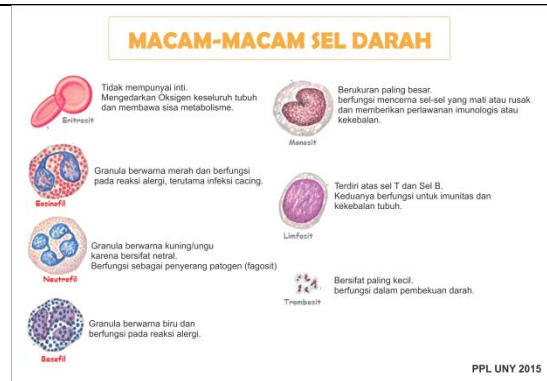 MACAM-MACAM SEL DARAH
Tidak mempunyai inti.
Mengedarkan Oksigen keseluruh tubuh
dan membawa sisa metabolisme.
Eritrosit
Granula berwarna merah dan berfungsi
pada reaksi alergi, terutama infeksi cacing.
Eosinofil
Granula berwarna kuning/ungu
karena bersifat netral.
Berfungsi sebagai penyerang patogen (fagosit)
Neutrofil
Granula berwarna biru dan
berfungsi pada reaksi alergi.
Basofil
Berukuran paling besar.
berfungsi mencerna sel-sel yang mati atau rusak
dan memberikan perlawanan imunologis atau
kekebalan.
Monosit
Terdiri atas sel T dan Sel B.
Keduanya berfungsi untuk imunitas dan
kekebalan tubuh.
Limfosit
Bersifat paling kecil.
berfungsi dalam pembekuan darah.
Trombosit
PPL UNY 2015